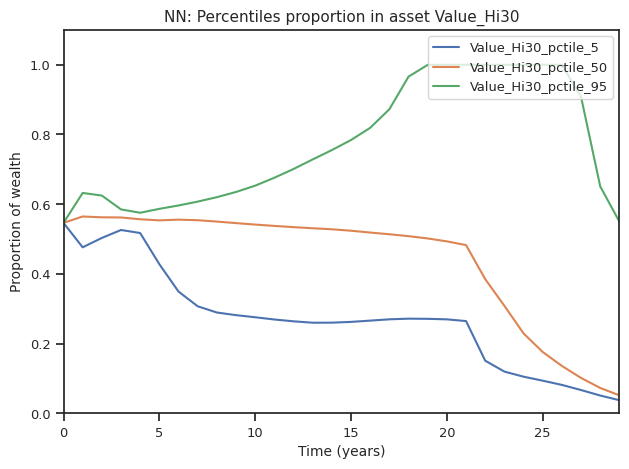 NN: Percentiles proportion in asset Value_Hi30
Value_Hi30_pctile_5
Value_Hi30_pctile_50
Value_Hi30_pctile_95
Proportion of wealth
1.0
0.8
0.6
0.4
0.2
0.0
0
5
10
15
20
25
Time (years)